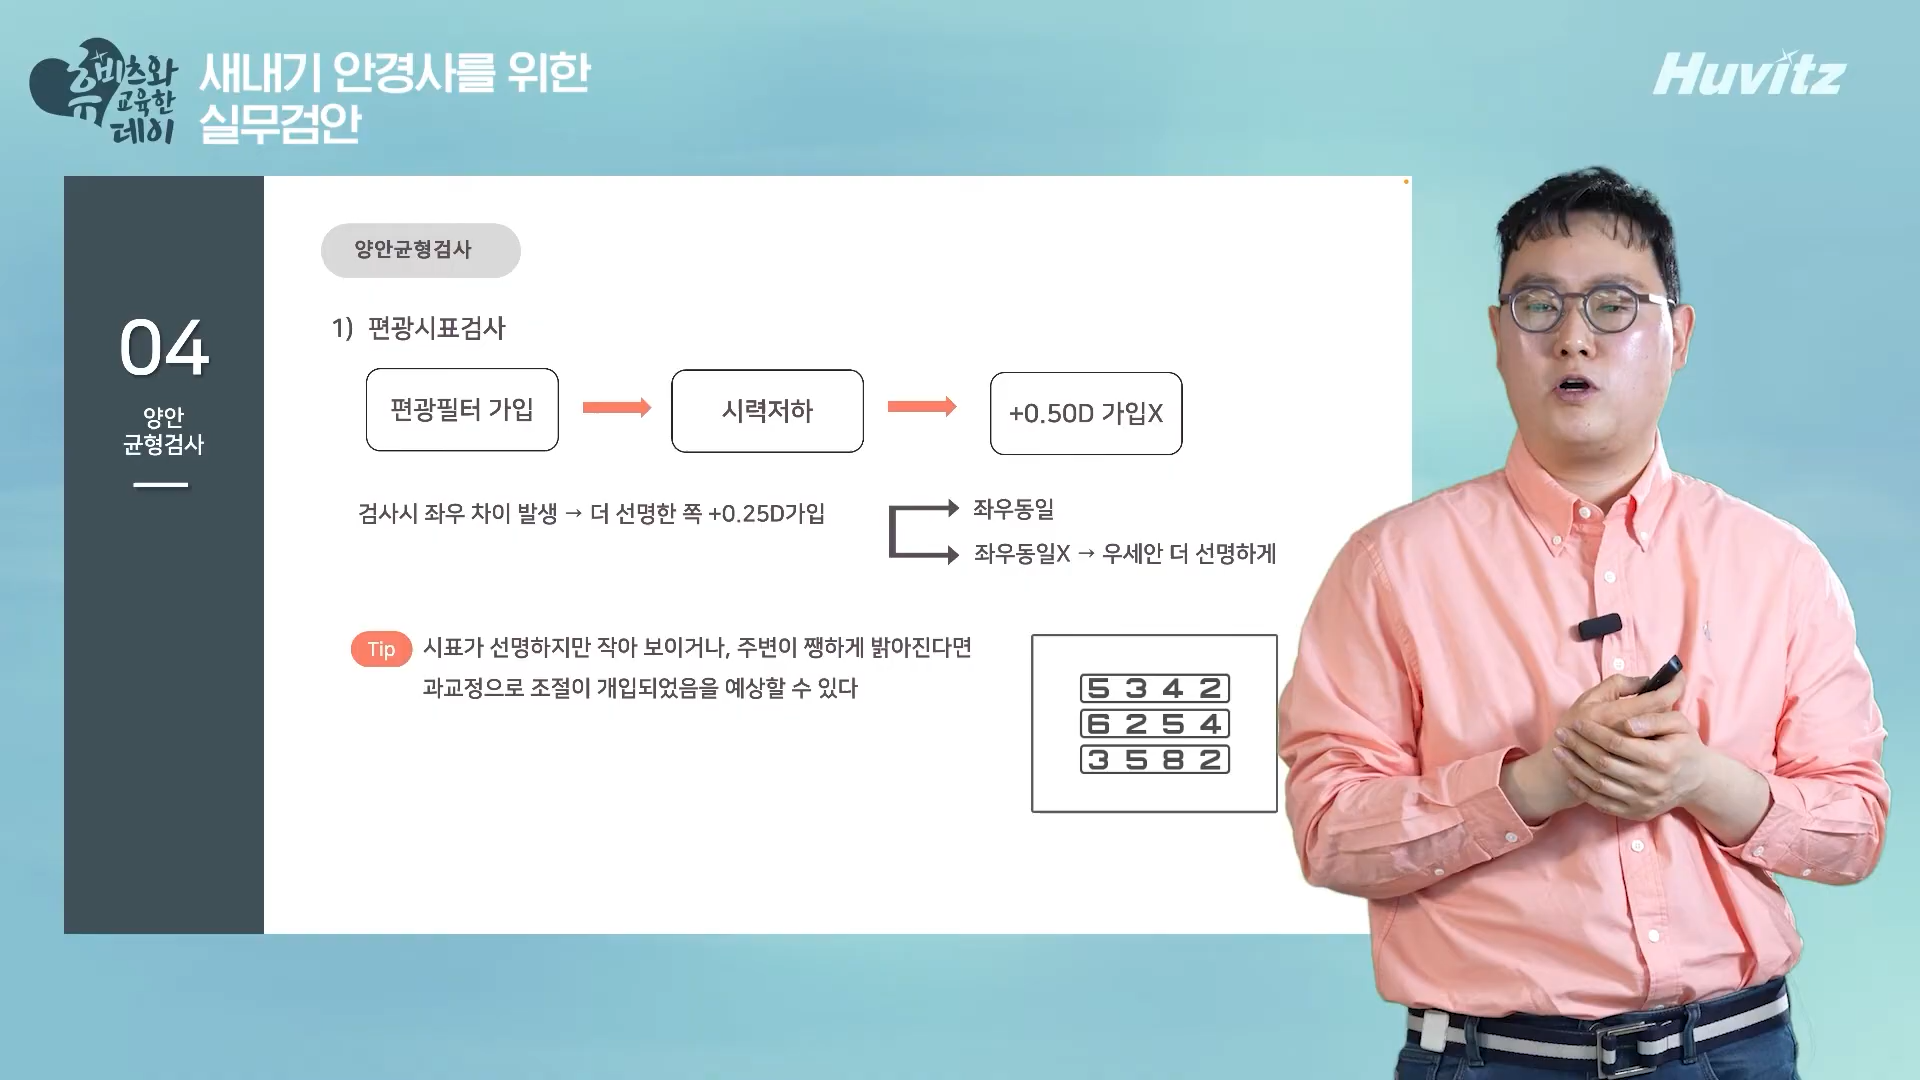 휴비츠와
교육한
데이
새내기 안경사를 위한
실무검안
Huvitz
04
양안
균형검사
양안균형검사
1) 편광시표검사
편광필터 가입
시력저하
+0.50D 가입X
검사시 좌우 차이 발생 → 더 선명한 쪽 +0.25D가입
좌우동일
좌우동일X → 우세안 더 선명하게
Tip
시표가 선명하지만 작아 보이거나, 주변이 쨍하게 밝아진다면
과교정으로 조절이 개입되었음을 예상할 수 있다
5 3 4 2
6 2 5 4
3 5 8 2